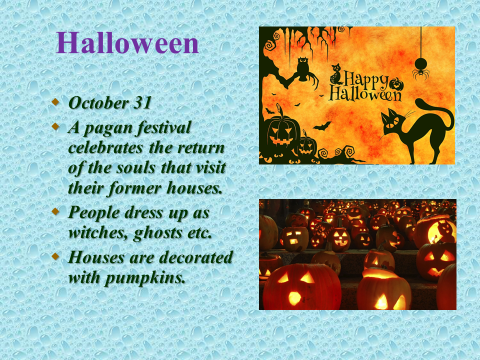 Halloween
October 31
A pagan festival
celebrates the return
of the souls that visit
their former houses.
People dress up as
witches, ghosts etc.
Houses are decorated
with pumpkins.
Happy
Halloween